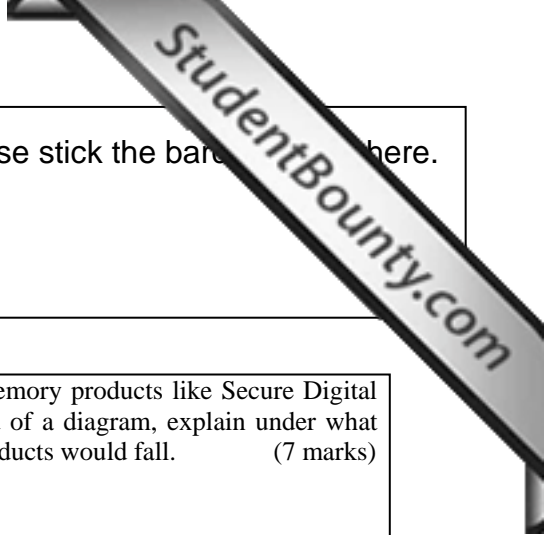 StudentBounty.com
se stick the bar here.
emory products like Secure Digital
of a diagram, explain under what
ducts would fall. (7 marks)